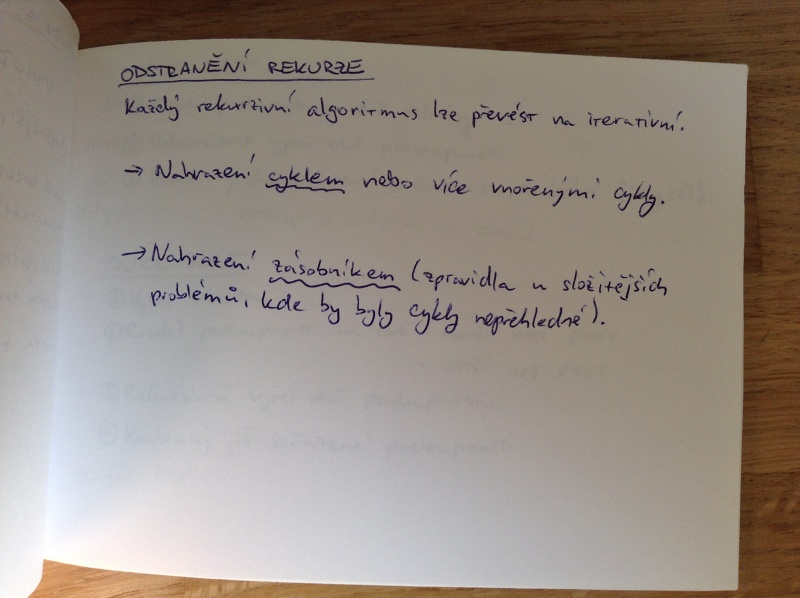 ODSTRANĚNÍ REKURZE
Každý rekurzivní algoritmus lze převést na iterativní.
→ Nahrazení cyklem nebo více vnořenými cykly.
→ Nahrazení zásobníkem (zpravidla u složitějších
problémů, kde by byly cykly nepřehledné).